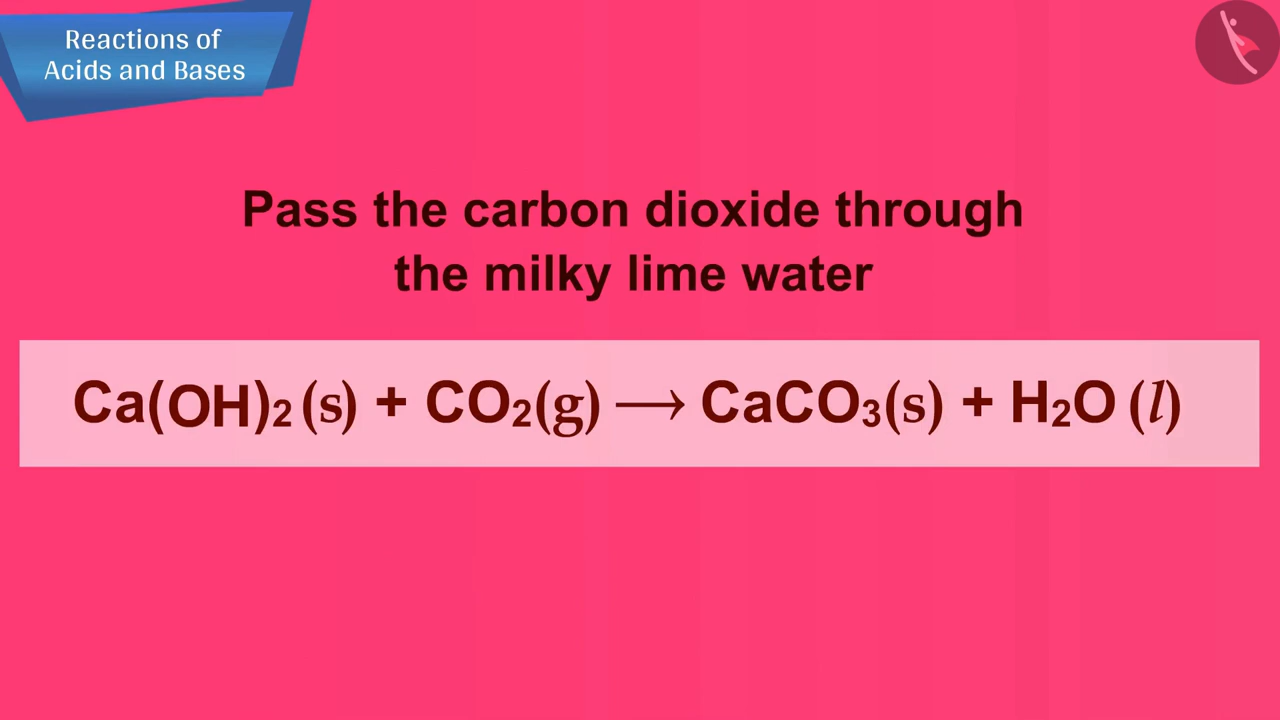 Reactions of
Acids and Bases
Pass the carbon dioxide through
the milky lime water
Ca(OH)₂(s) + CO₂(g) ⟶ CaCO₃(s) + H₂O (l)